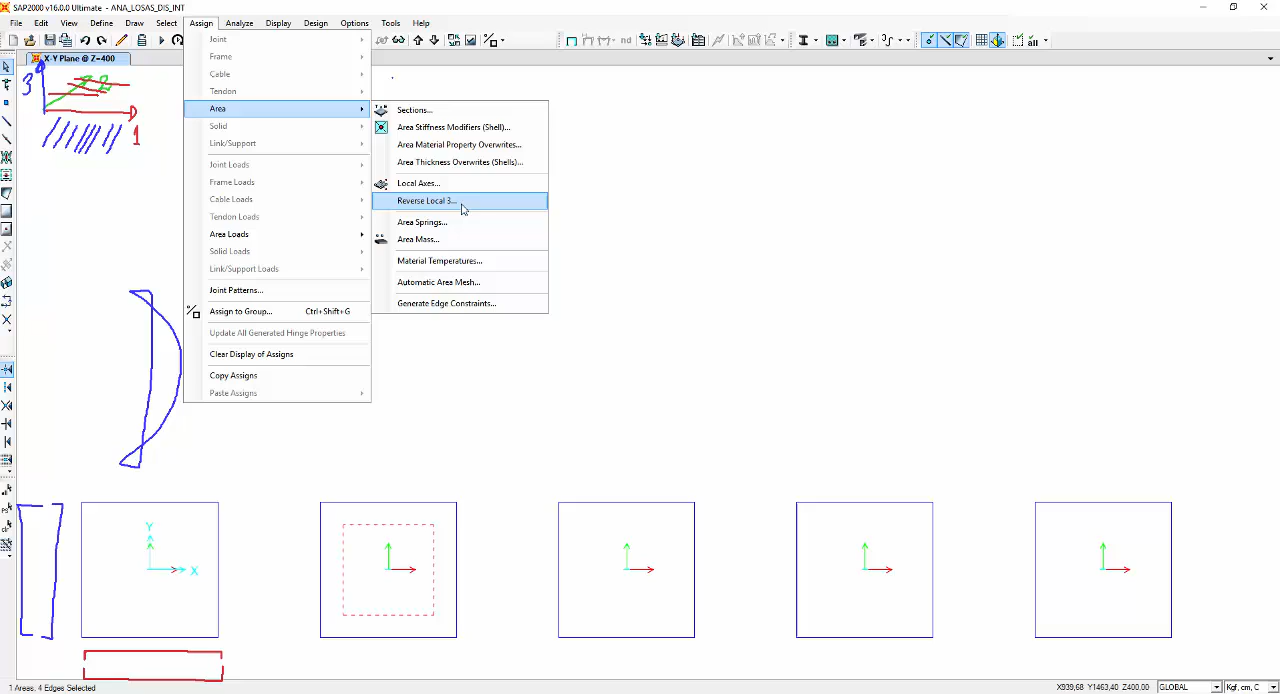 SAP2000 v16.0.0 Ultimate - ANA_LOSAS_DIS_INT
File Edit View Define Draw Select Assign Analyze Display Design Options Tools Help
nd
all
X-Y Plane @ Z=400
3
2
1
Joint
Frame
Cable
Tendon
Area
Solid
Link/Support
Joint Loads
Frame Loads
Cable Loads
Tendon Loads
Area Loads
Solid Loads
Link/Support Loads
Joint Patterns...
Assign to Group... Ctrl+Shift+G
Update All Generated Hinge Properties
Clear Display of Assigns
Copy Assigns
Paste Assigns
Sections...
Area Stiffness Modifiers (Shell)...
Area Material Property Overwrites...
Area Thickness Overwrites (Shells)...
Local Axes...
Reverse Local 3...
Area Springs...
Area Mass...
Material Temperatures...
Automatic Area Mesh...
Generate Edge Constraints...
Y
X
1 Areas: 4 Edges Selected
X939,68 Y1463,40 Z400.00
GLOBAL
Kgf, cm, C